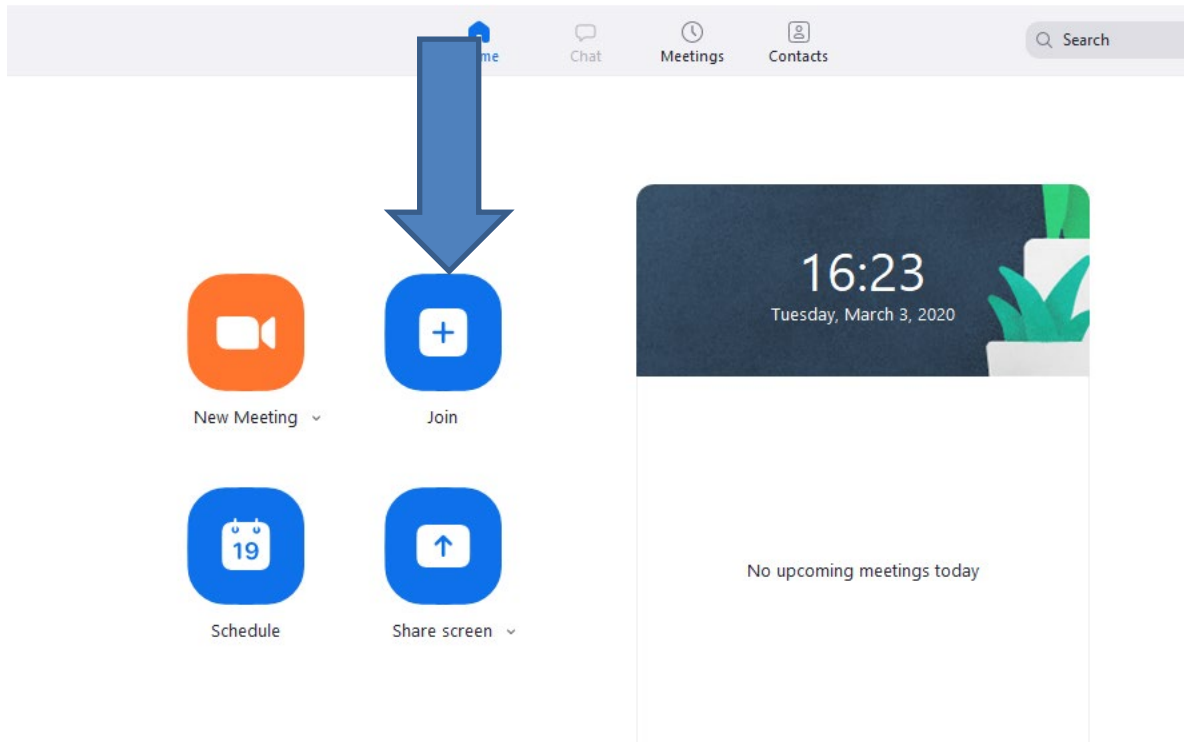 Chat
Meetings
Contacts
Search
16:23
Tuesday, March 3, 2020
New Meeting
Join
19
Schedule
Share screen
No upcoming meetings today